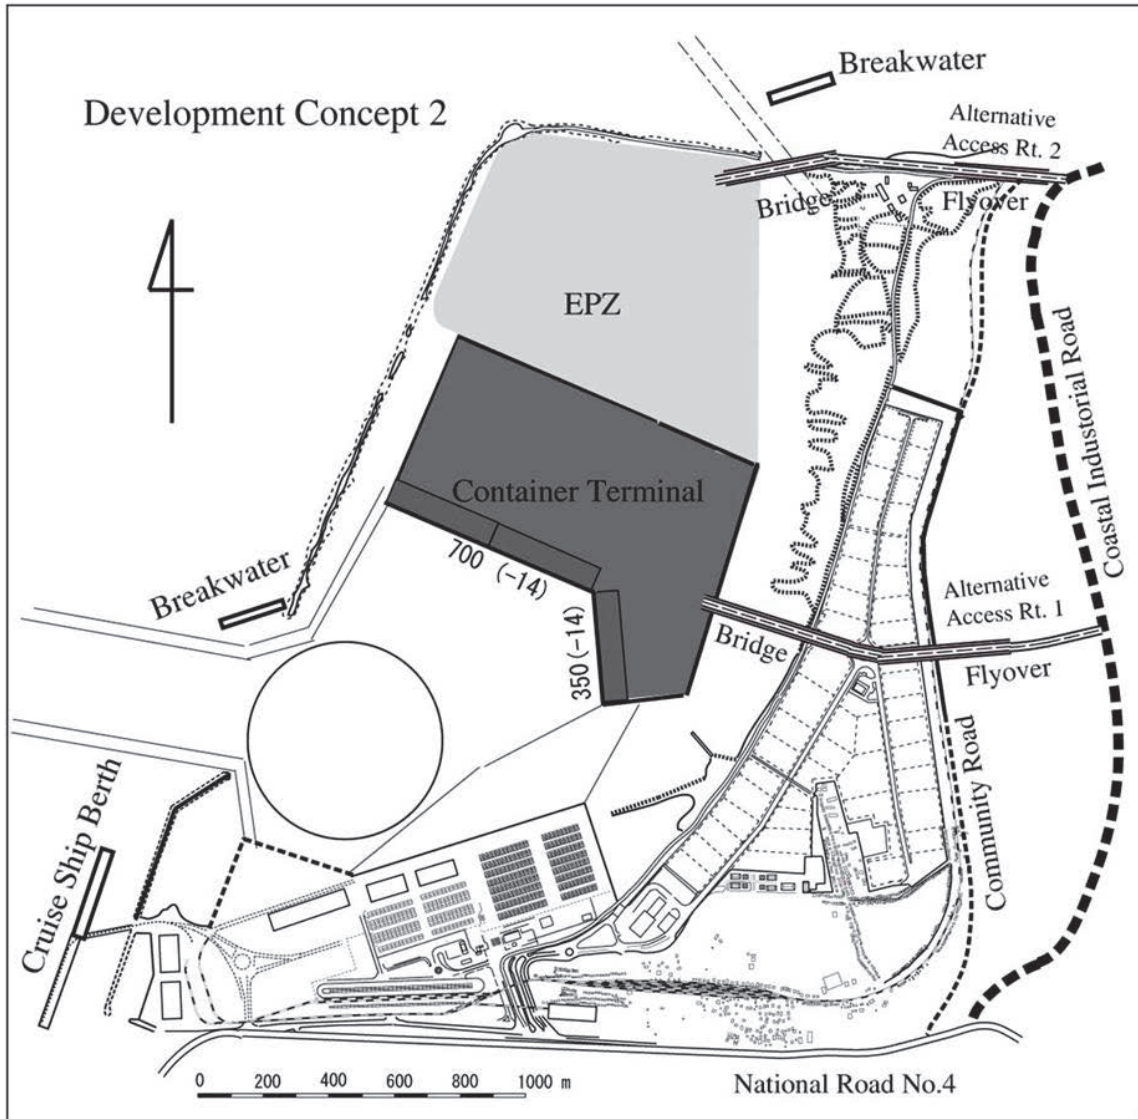 Development Concept 2
Breakwater
Alternative
Access Rt. 2
Bridge
Flyover
EPZ
Coastal Industorial Road
Container Terminal
700 (-14)
350 (-14)
Breakwater
Bridge
Alternative
Access Rt. 1
Flyover
Community Road
Cruise Ship Berth
0 200 400 600 800 1000 m
National Road No.4